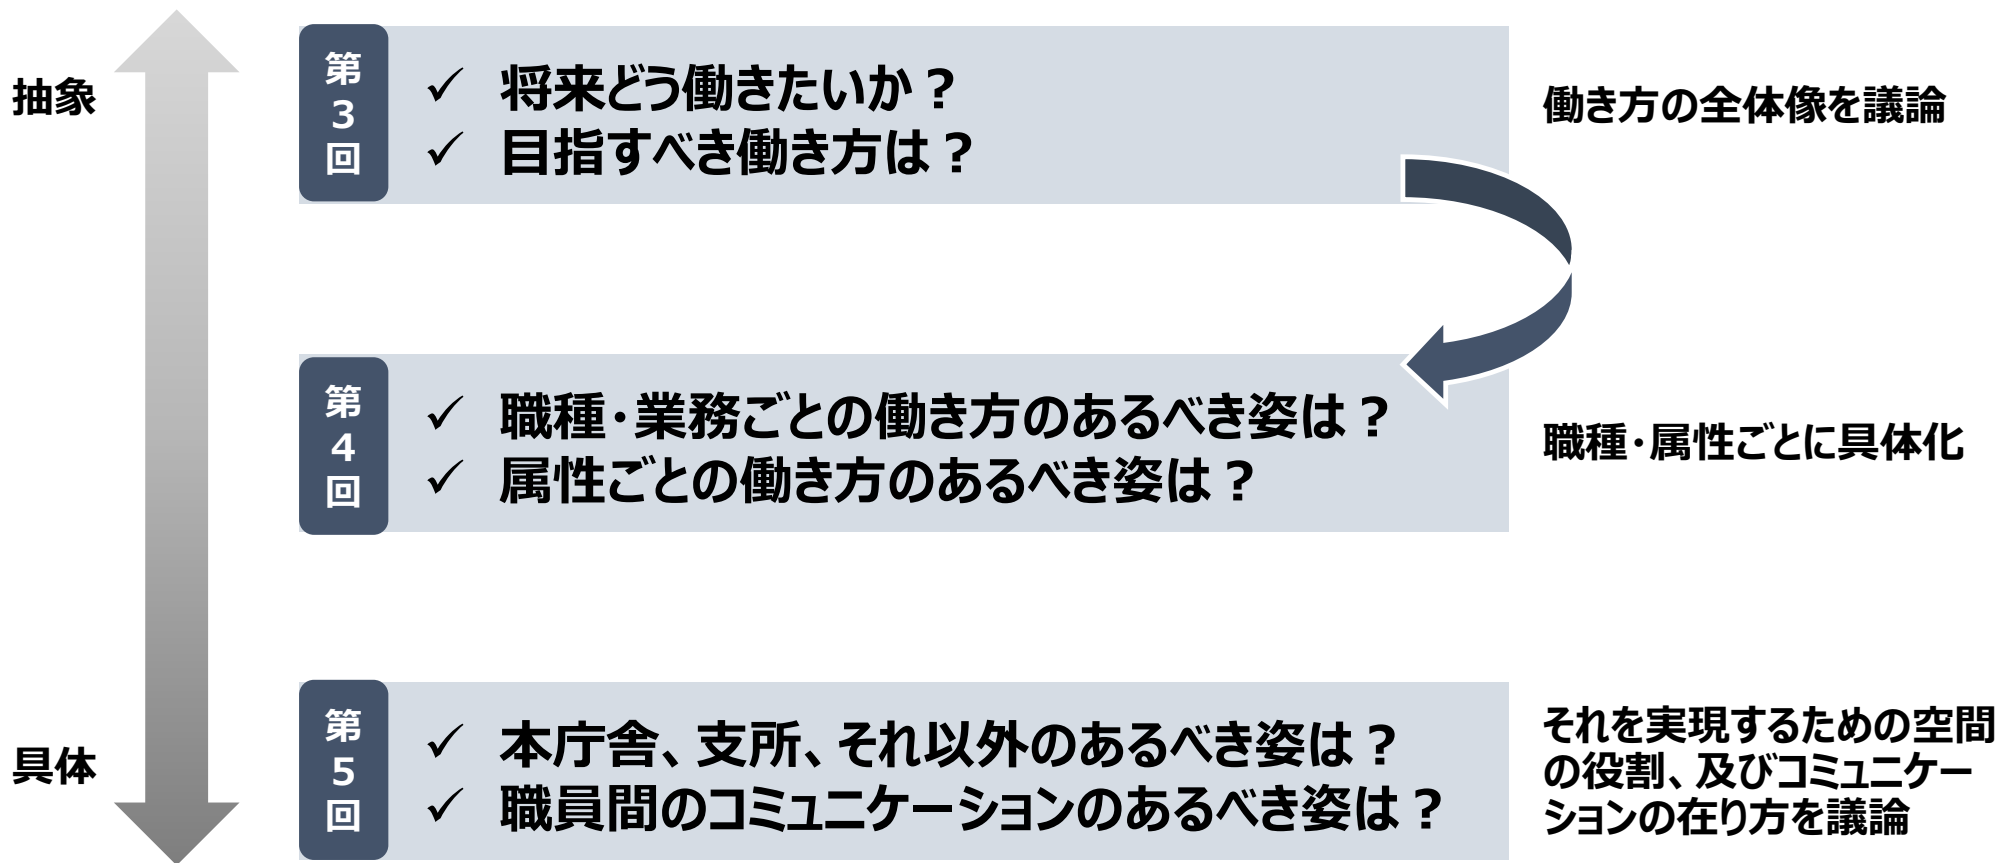 抽象
第3回
✓ 将来どう働きたいか？
✓ 目指すべき働き方は？
働き方の全体像を議論
第4回
✓ 職種・業務ごとの働き方のあるべき姿は？
✓ 属性ごとの働き方のあるべき姿は？
職種・属性ごとに具体化
具体
第5回
✓ 本庁舎、支所、それ以外のあるべき姿は？
✓ 職員間のコミュニケーションのあるべき姿は？
それを実現するための空間
の役割、及びコミュニケー
ションの在り方を議論